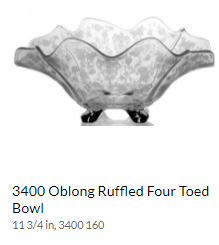 3400 Oblong Ruffled Four Toed
Bowl
11 3/4 in, 3400 160